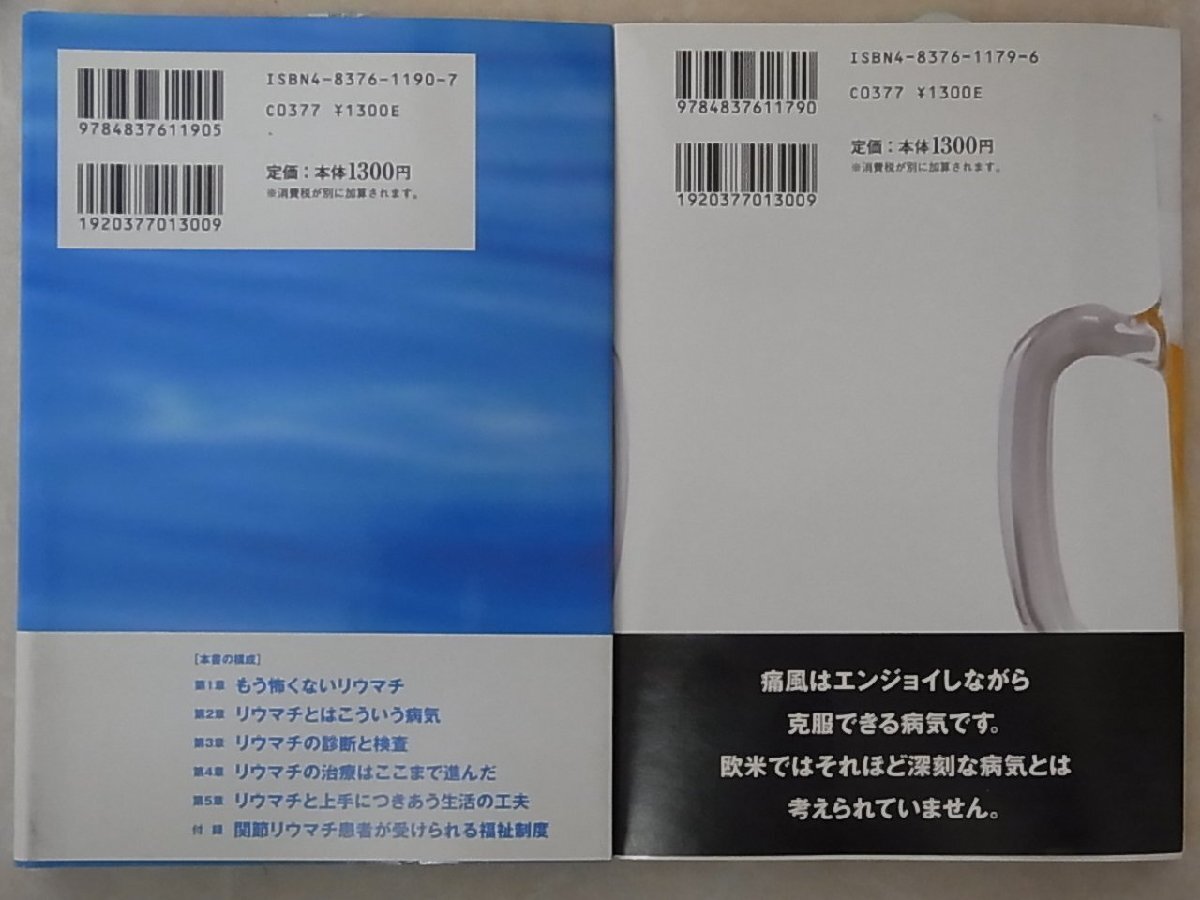 ISBN4-8376-1190-7
C0377 ¥1300E
9784837611905
定価：本体1300円
※消費税が別に加算されます。
1920377013009
［本書の構成］
第1章 もう怖くないリウマチ
第2章 リウマチとはこういう病気
第3章 リウマチの診断と検査
第4章 リウマチの治療はここまで進んだ
第5章 リウマチと上手につきあう生活の工夫
付 録 関節リウマチ患者が受けられる福祉制度
ISBN4-8376-1179-6
C0377 ¥1300E
9784837611790
定価：本体1300円
※消費税が別に加算されます。
1920377013009
痛風はエンジョイしながら
克服できる病気です。
欧米ではそれほど深刻な病気とは
考えられていません。